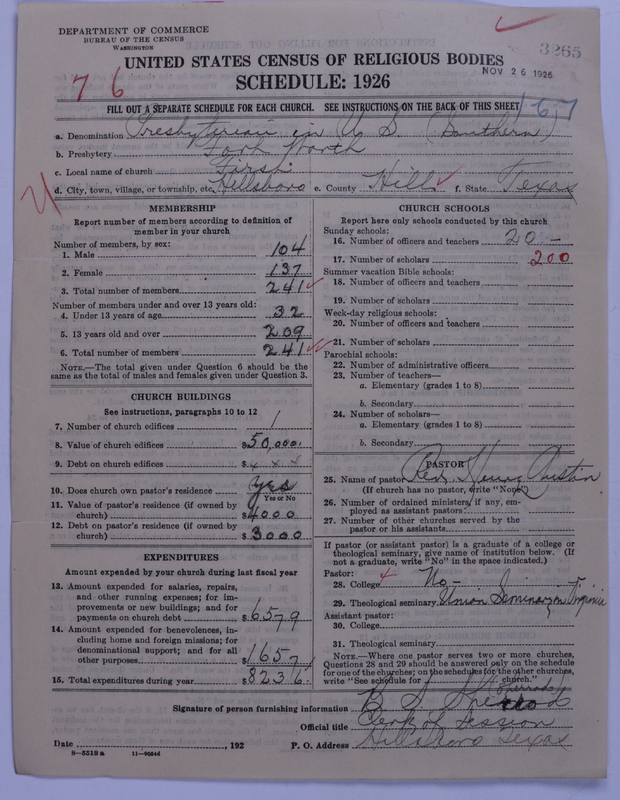 DEPARTMENT OF COMMERCE
BUREAU OF THE CENSUS
WASHINGTON
3265
UNITED STATES CENSUS OF RELIGIOUS BODIES
NOV 26 1926
SCHEDULE: 1926
76
FILL OUT A SEPARATE SCHEDULE FOR EACH CHURCH. SEE INSTRUCTIONS ON THE BACK OF THIS SHEET
167
a. Denomination Presbyterian in U S. (Southern)
b. Presbytery Fort Worth
c. Local name of church First
d. City, town, village, or township, etc. Hillsboro e. County Hill f. State Texas
MEMBERSHIP
Report number of members according to definition of
member in your church
Number of members, by sex:
1. Male 104
2. Female 137
3. Total number of members 241
Number of members under and over 13 years old:
4. Under 13 years of age 32
5. 13 years old and over 209
6. Total number of members 241
NOTE.—The total given under Question 6 should be the
same as the total of males and females given under Question 3.
CHURCH BUILDINGS
See instructions, paragraphs 10 to 12
7. Number of church edifices 1
8. Value of church edifices $50,000.
9. Debt on church edifices $ x x x
10. Does church own pastor's residence Yes
Yes or No
11. Value of pastor's residence (if owned by
church) $4000
12. Debt on pastor's residence (if owned by
church) $3000
EXPENDITURES
Amount expended by your church during last fiscal year
13. Amount expended for salaries, repairs,
and other running expenses; for im-
provements or new buildings; and for
payments on church debt $6579
14. Amount expended for benevolences, in-
cluding home and foreign missions; for
denominational support; and for all
other purposes $1657
15. Total expenditures during year $8236
CHURCH SCHOOLS
Report here only schools conducted by this church
Sunday schools:
16. Number of officers and teachers 20 -
17. Number of scholars 200
Summer vacation Bible schools:
18. Number of officers and teachers
19. Number of scholars
Week-day religious schools:
20. Number of officers and teachers
21. Number of scholars
Parochial schools:
22. Number of administrative officers
23. Number of teachers—
a. Elementary (grades 1 to 8)
b. Secondary
24. Number of scholars—
a. Elementary (grades 1 to 8)
b. Secondary
PASTOR
25. Name of pastor Rev. Henry Austin
(If church has no pastor, write "None")
26. Number of ordained ministers, if any, em-
ployed as assistant pastors
27. Number of other churches served by the
pastor or his assistants
If pastor (or assistant pastor) is a graduate of a college or
theological seminary, give name of institution below. (If
not a graduate, write "No" in the space indicated.)
Pastor:
28. College No -
29. Theological seminary Union Seminary in Virginia
Assistant pastor:
30. College
31. Theological seminary
NOTE.—Where one pastor serves two or more churches,
Questions 28 and 29 should be answered only on the schedule
for one of the churches; on the schedules for the other churches,
write "See schedule for church."
Signature of person furnishing information B. S.
Official title Clerk of Session
Date , 192 P. O. Address Hillsboro Texas
8—5518 a 11—9064d